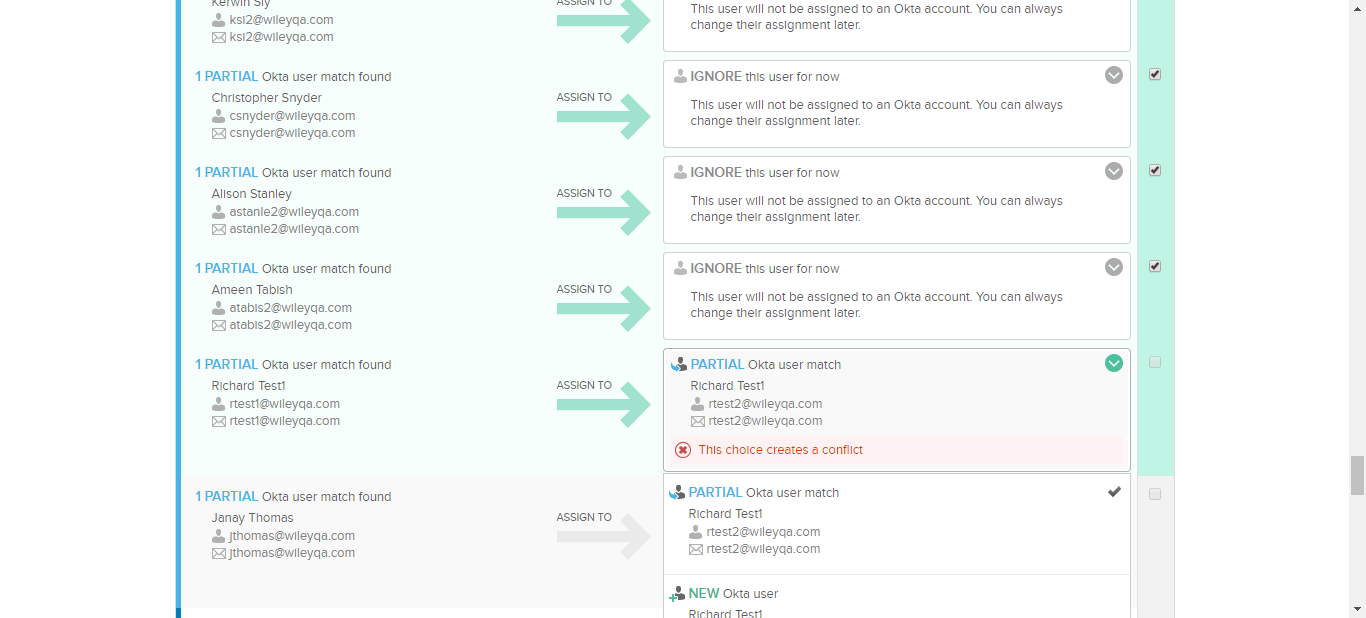 Kerwin Sly
ksl2@wileyqa.com
ksl2@wileyqa.com
ASSIGN TO
This user will not be assigned to an Okta account. You can always
change their assignment later.
1 PARTIAL Okta user match found
Christopher Snyder
csnyder@wileyqa.com
csnyder@wileyqa.com
ASSIGN TO
IGNORE this user for now
This user will not be assigned to an Okta account. You can always
change their assignment later.
1 PARTIAL Okta user match found
Alison Stanley
astanle2@wileyqa.com
astanle2@wileyqa.com
ASSIGN TO
IGNORE this user for now
This user will not be assigned to an Okta account. You can always
change their assignment later.
1 PARTIAL Okta user match found
Ameen Tabish
atabis2@wileyqa.com
atabis2@wileyqa.com
ASSIGN TO
IGNORE this user for now
This user will not be assigned to an Okta account. You can always
change their assignment later.
1 PARTIAL Okta user match found
Richard Test1
rtest1@wileyqa.com
rtest1@wileyqa.com
ASSIGN TO
PARTIAL Okta user match
Richard Test1
rtest2@wileyqa.com
rtest2@wileyqa.com
This choice creates a conflict
1 PARTIAL Okta user match found
Janay Thomas
jthomas@wileyqa.com
jthomas@wileyqa.com
ASSIGN TO
PARTIAL Okta user match
Richard Test1
rtest2@wileyqa.com
rtest2@wileyqa.com
NEW Okta user
Richard Test1